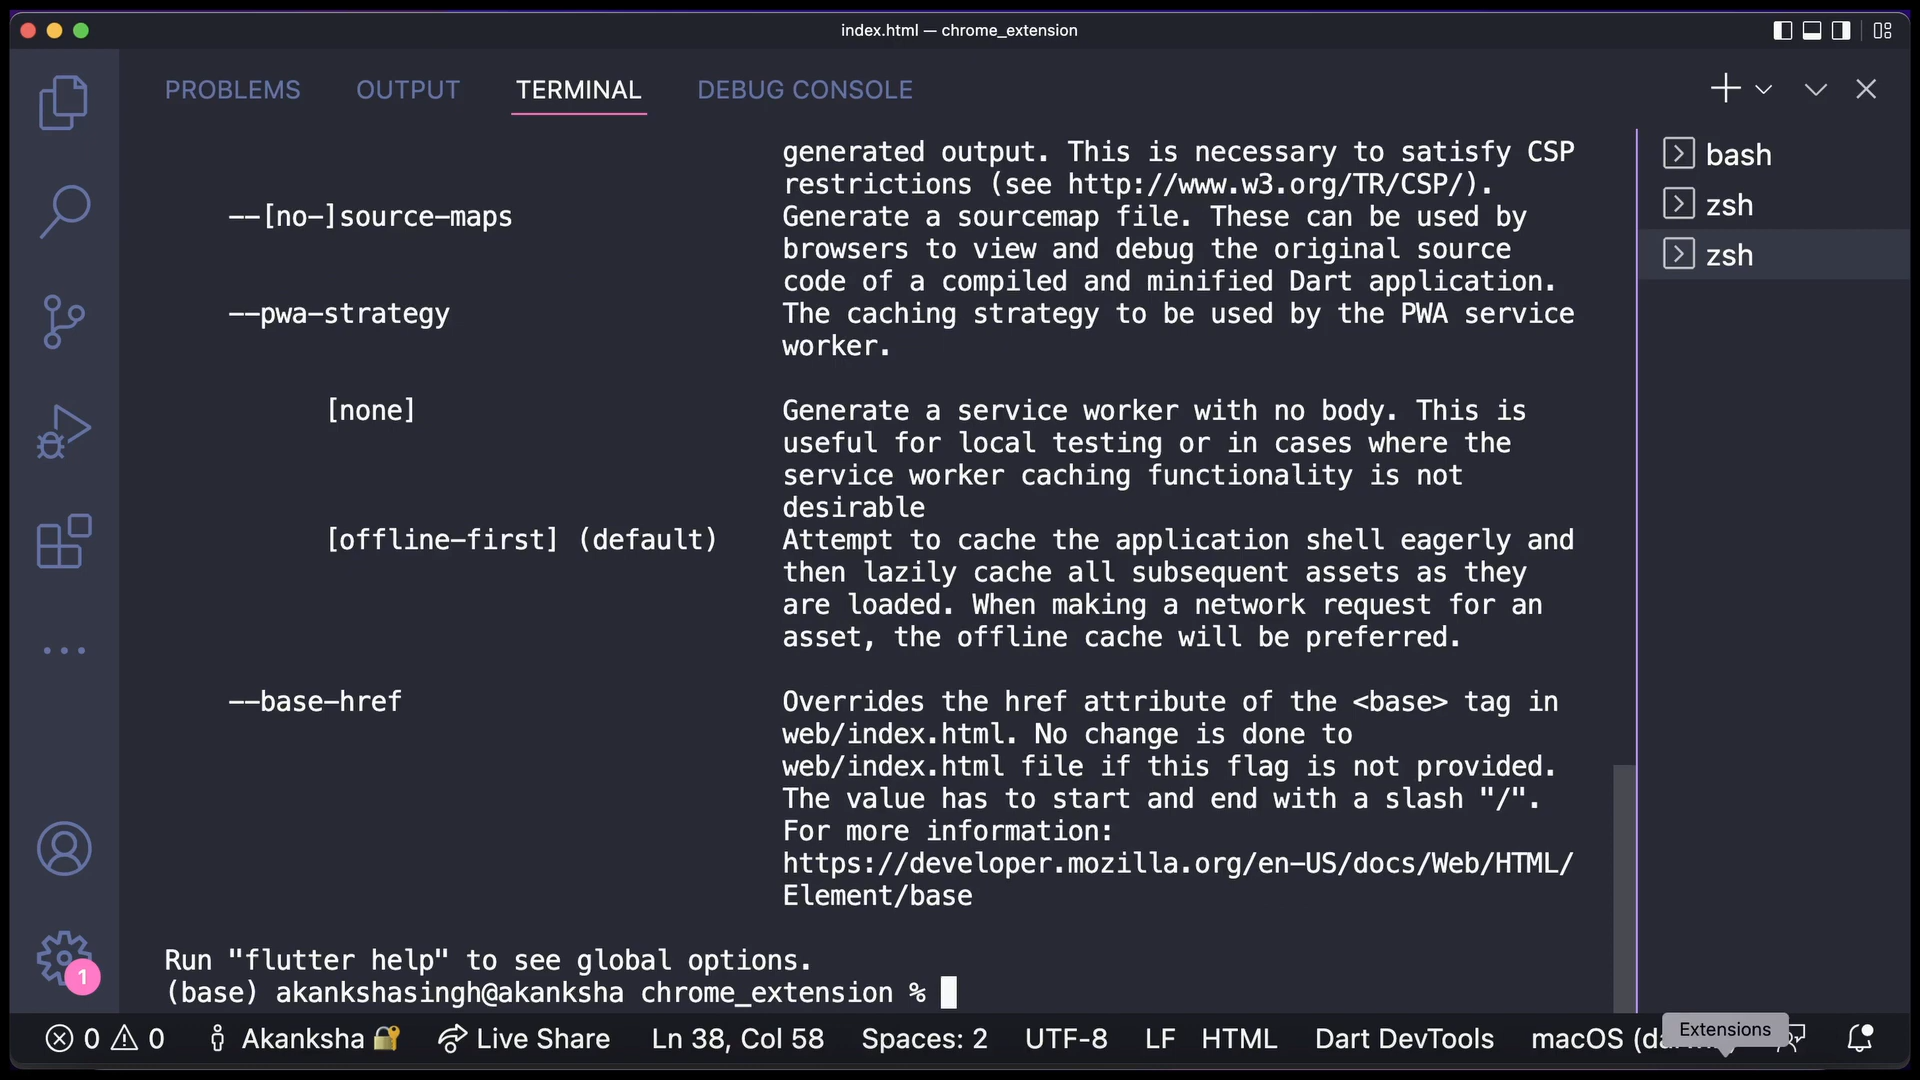 index.html — chrome_extension
PROBLEMS OUTPUT TERMINAL DEBUG CONSOLE
generated output. This is necessary to satisfy CSP
restrictions (see http://www.w3.org/TR/CSP/).
--[no-]source-maps Generate a sourcemap file. These can be used by
browsers to view and debug the original source
code of a compiled and minified Dart application.
--pwa-strategy The caching strategy to be used by the PWA service
worker.
[none] Generate a service worker with no body. This is
useful for local testing or in cases where the
service worker caching functionality is not
desirable
[offline-first] (default) Attempt to cache the application shell eagerly and
then lazily cache all subsequent assets as they
are loaded. When making a network request for an
asset, the offline cache will be preferred.
--base-href Overrides the href attribute of the <base> tag in
web/index.html. No change is done to
web/index.html file if this flag is not provided.
The value has to start and end with a slash "/".
For more information:
https://developer.mozilla.org/en-US/docs/Web/HTML/
Element/base
Run "flutter help" to see global options.
(base) akankshasingh@akanksha chrome_extension %
bash
zsh
zsh
1
Extensions
0 0 Akanksha Live Share Ln 38, Col 58 Spaces: 2 UTF-8 LF HTML Dart DevTools macOS